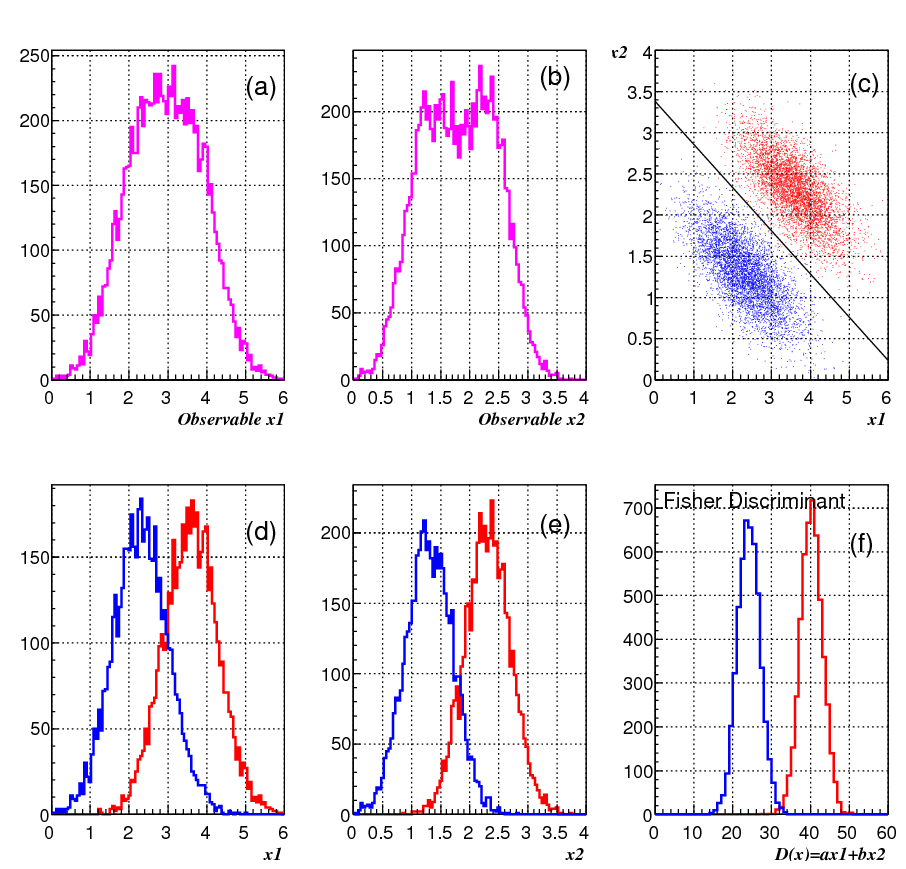 250
200
150
100
50
0
(a)
0 1 2 3 4 5 6
Observable x1
200
150
100
50
0
(b)
0 0.5 1 1.5 2 2.5 3 3.5 4
Observable x2
x2
4
3.5
3
2.5
2
1.5
1
0.5
0
(c)
0 1 2 3 4 5 6
x1
150
100
50
0
(d)
0 1 2 3 4 5 6
x1
200
150
100
50
0
(e)
0 0.5 1 1.5 2 2.5 3 3.5 4
x2
Fisher Discriminant
700
600
500
400
300
200
100
0
(f)
0 10 20 30 40 50 60
D(x)=ax1+bx2